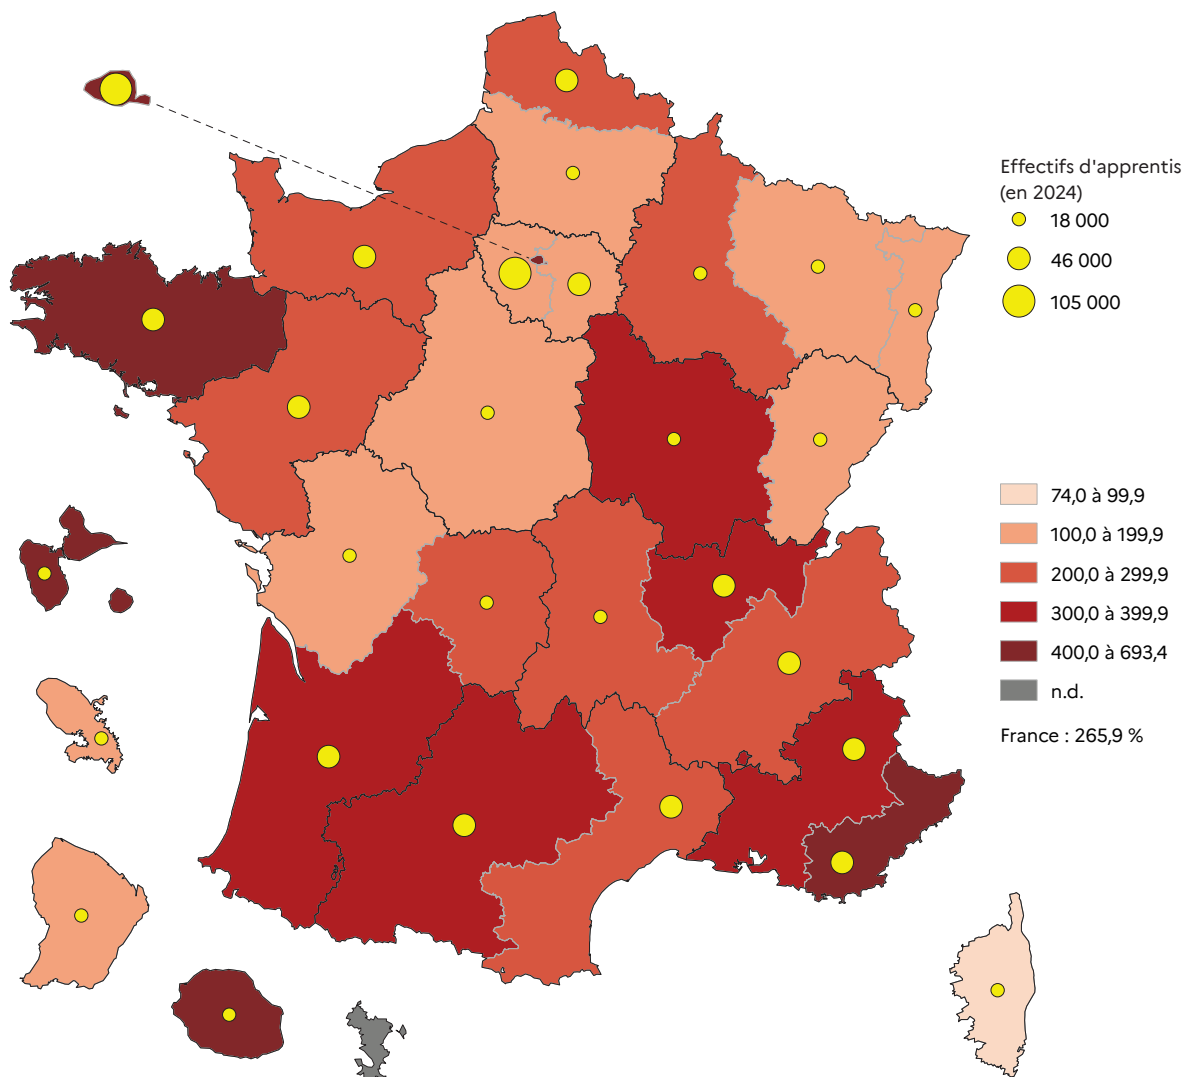 Effectifs d'apprentis
(en 2024)
18 000
46 000
105 000
74,0 à 99,9
100,0 à 199,9
200,0 à 299,9
300,0 à 399,9
400,0 à 693,4
n.d.
France : 265,9 %